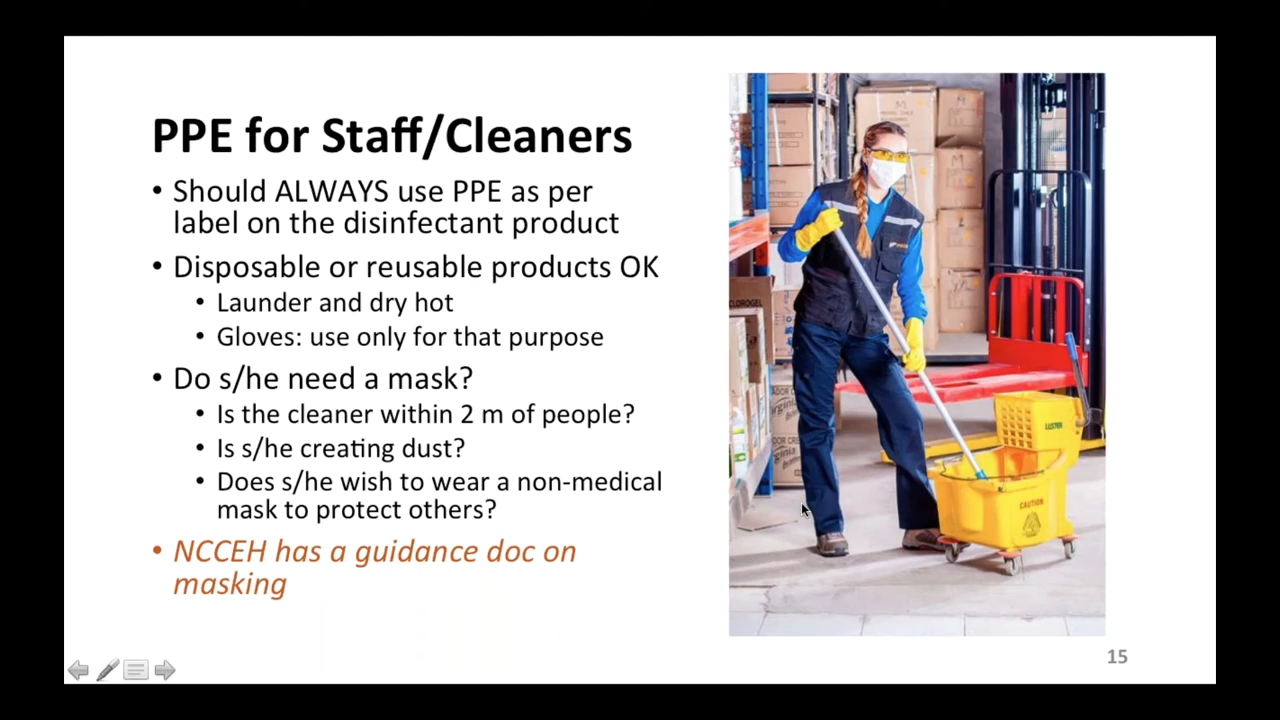 PPE for Staff/Cleaners
• Should ALWAYS use PPE as per
label on the disinfectant product
• Disposable or reusable products OK
• Launder and dry hot
• Gloves: use only for that purpose
• Do s/he need a mask?
• Is the cleaner within 2 m of people?
• Is s/he creating dust?
• Does s/he wish to wear a non-medical
mask to protect others?
• NCCEH has a guidance doc on
masking
CLOROGEL
CAUTION
15